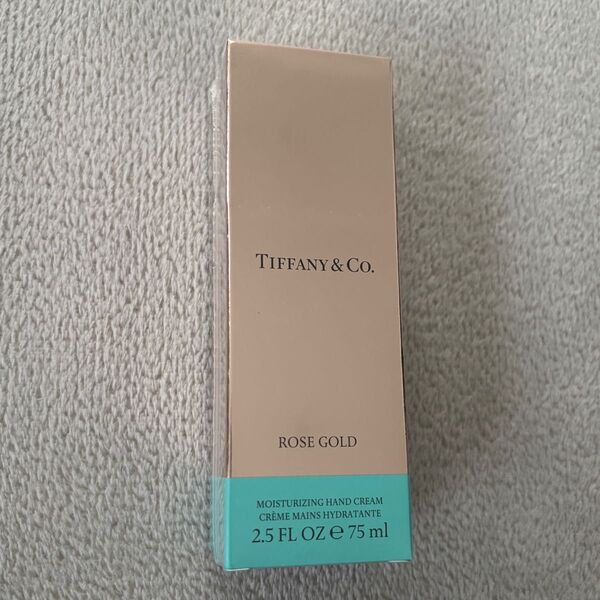 TIFFANY & CO.
ROSE GOLD
MOISTURIZING HAND CREAM
CRÈME MAINS HYDRATANTE
2.5 FL OZ ℮ 75 ml